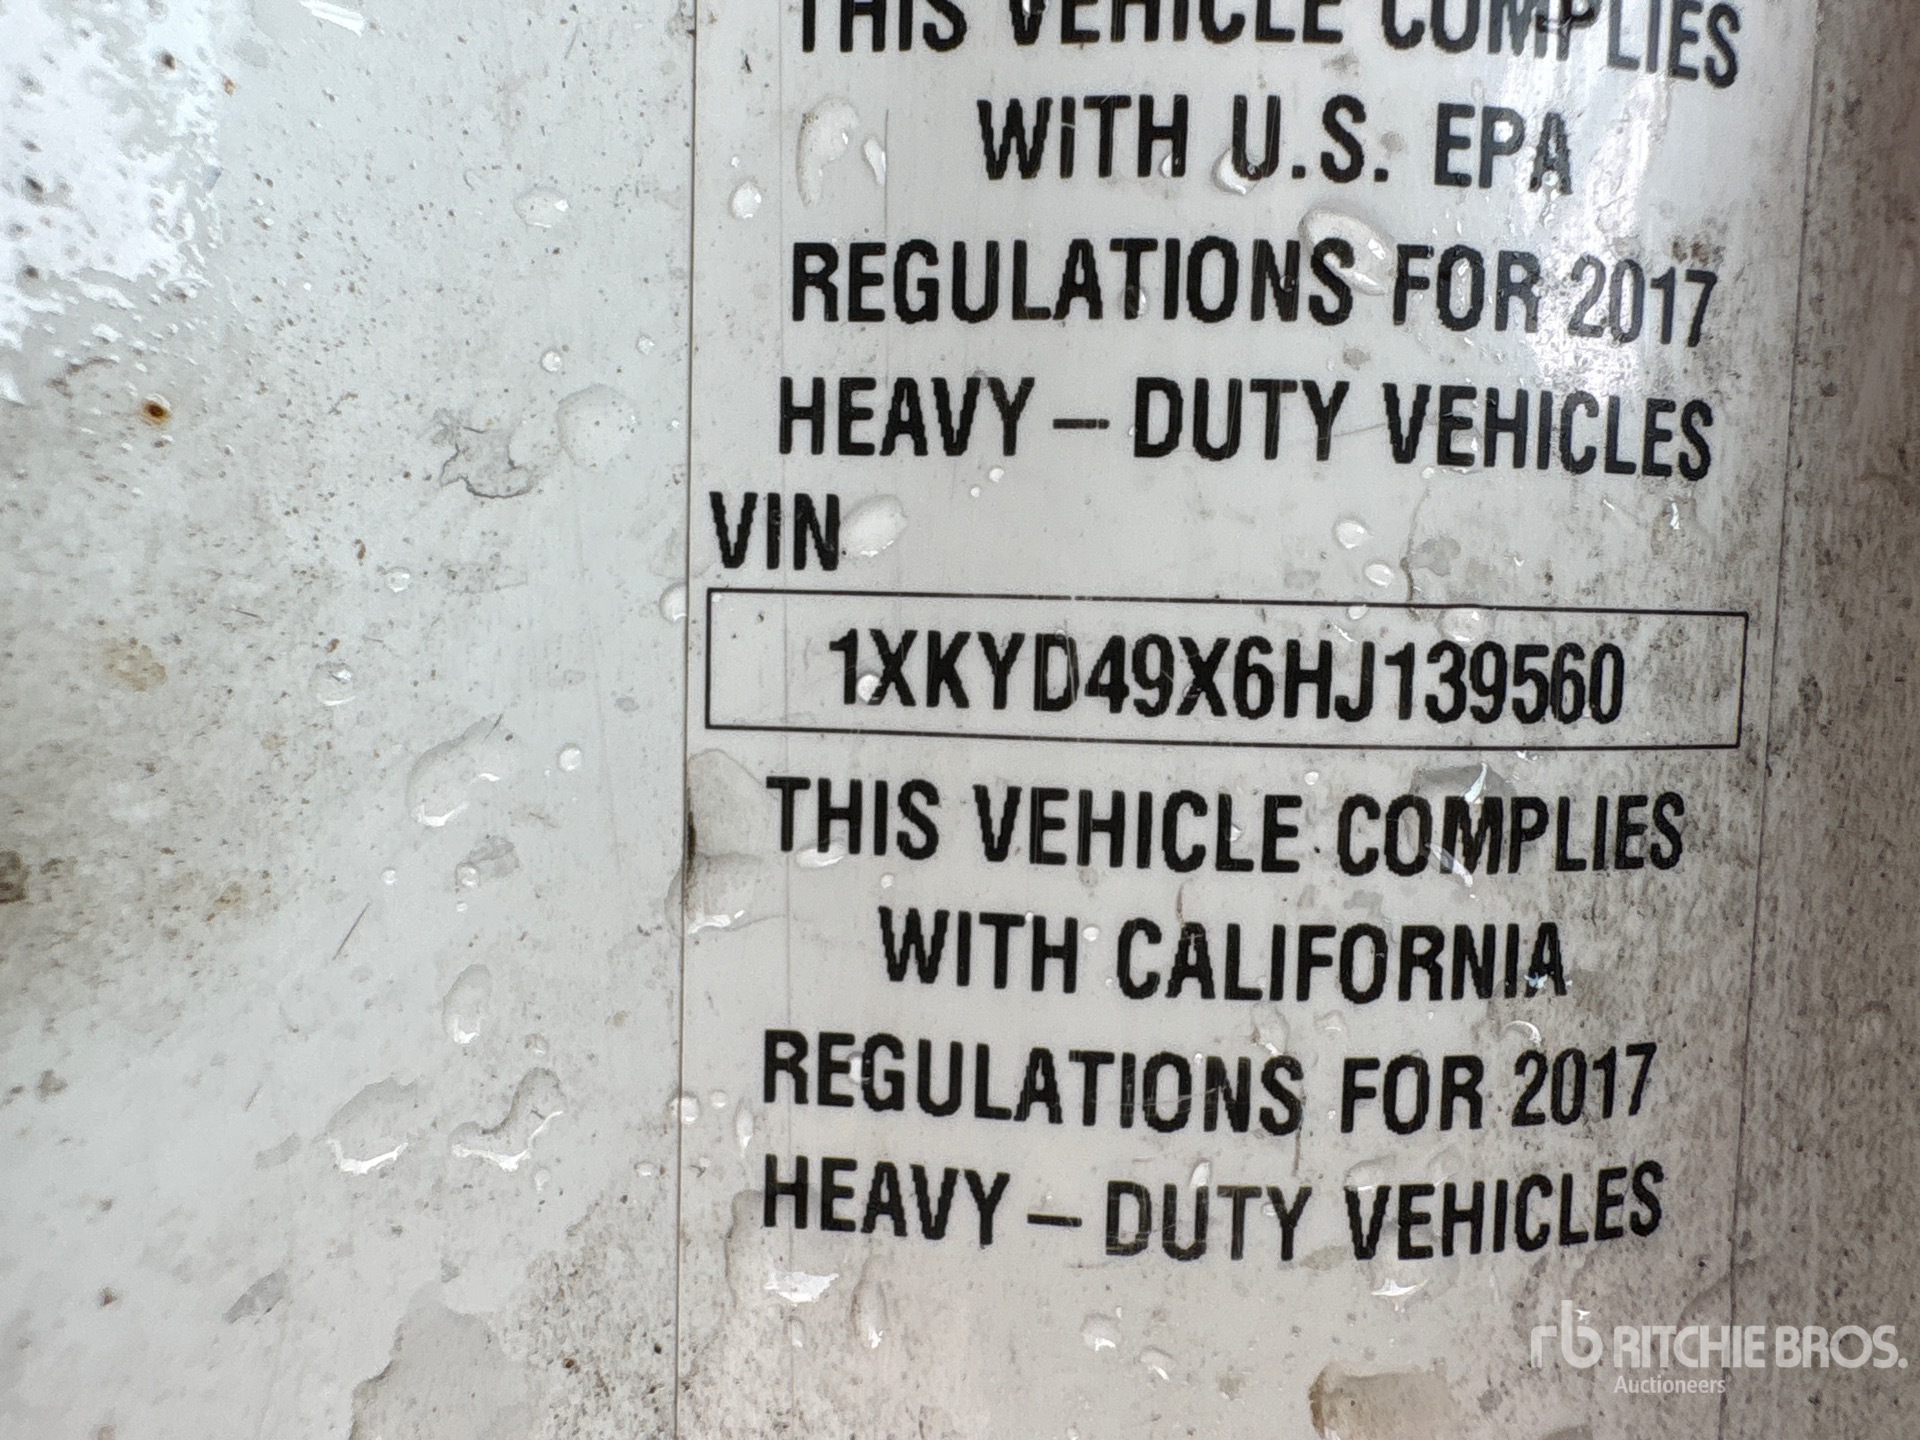 THIS VEHICLE COMPLIES
WITH U.S. EPA
REGULATIONS FOR 2017
HEAVY – DUTY VEHICLES
VIN
1XKYD49X6HJ139560
THIS VEHICLE COMPLIES
WITH CALIFORNIA
REGULATIONS FOR 2017
HEAVY – DUTY VEHICLES
rb RITCHIE BROS.
Auctioneers